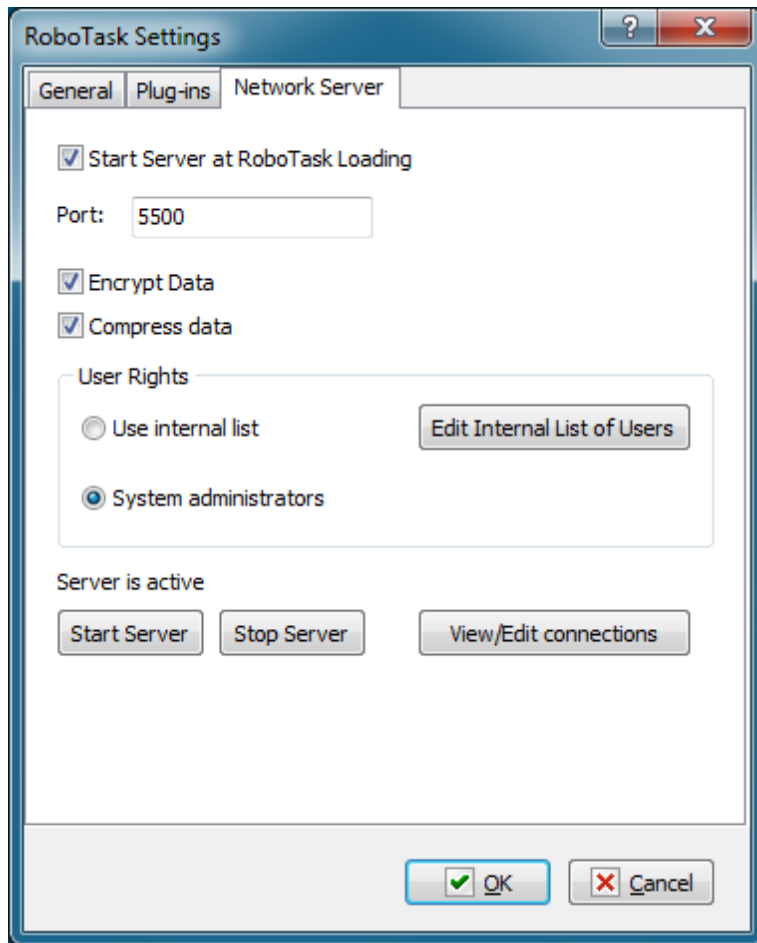 RoboTask Settings
?
General Plug-ins Network Server
Start Server at RoboTask Loading
Port: 5500
Encrypt Data
Compress data
User Rights
Use internal list Edit Internal List of Users
System administrators
Server is active
Start Server Stop Server View/Edit connections
OK Cancel